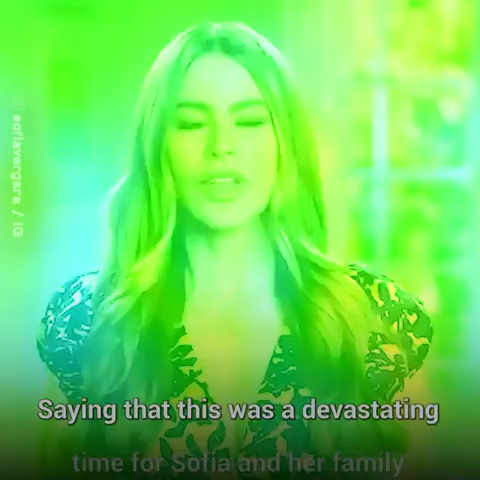 sofiavergara / IG
Saying that this was a devastating
time for Sofia and her family